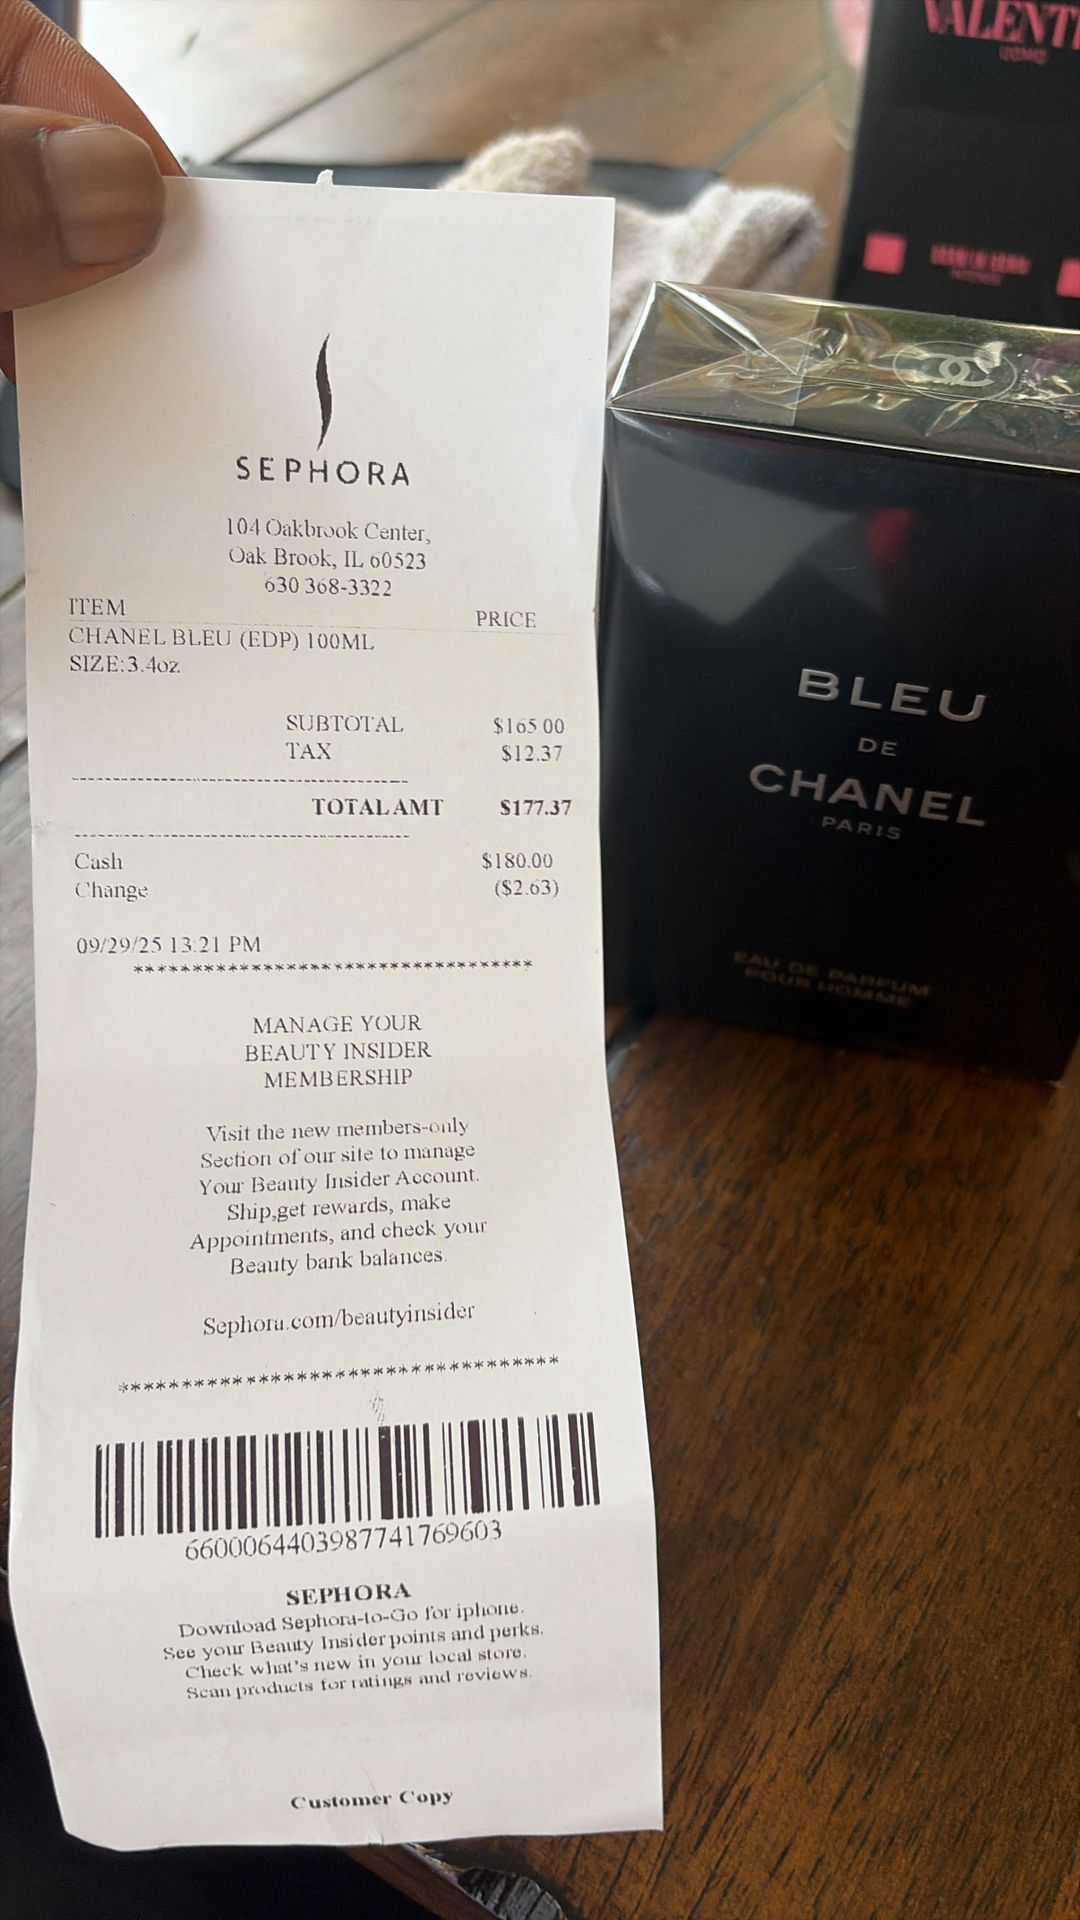 SEPHORA
104 Oakbrook Center,
Oak Brook, IL 60523
630 368-3322
ITEM PRICE
CHANEL BLEU (EDP) 100ML
SIZE:3.4oz
SUBTOTAL $165.00
TAX $12.37
----------------------------------------
TOTAL AMT $177.37
----------------------------------------
Cash $180.00
Change ($2.63)
09/29/25 13:21 PM
**********************************
MANAGE YOUR
BEAUTY INSIDER
MEMBERSHIP
Visit the new members-only
Section of our site to manage
Your Beauty Insider Account.
Ship,get rewards, make
Appointments, and check your
Beauty bank balances.
Sephora.com/beautyinsider
***********************************
6600064403987741769603
SEPHORA
Download Sephora-to-Go for iphone.
See your Beauty Insider points and perks.
Check what's new in your local store.
Scan products for ratings and reviews.
Customer Copy
VALENTI
UOMO
BLEU
DE
CHANEL
PARIS
EAU DE PARFUM
POUR HOMME